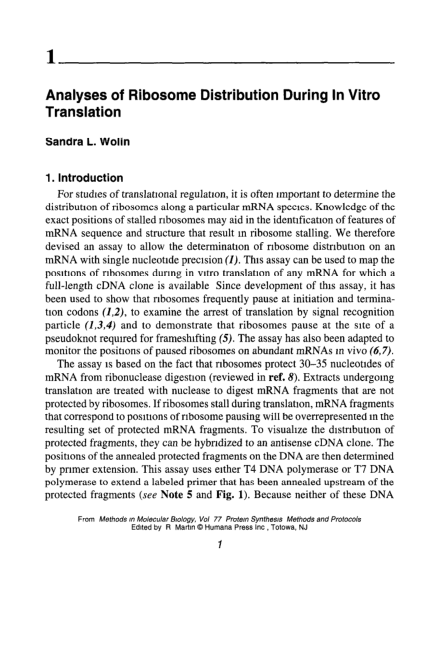 1
Analyses of Ribosome Distribution During In Vitro
Translation
Sandra L. Wolin
1. Introduction
For studies of translational regulation, it is often important to determine the
distribution of ribosomes along a particular mRNA species. Knowledge of the
exact positions of stalled ribosomes may aid in the identification of features of
mRNA sequence and structure that result in ribosome stalling. We therefore
devised an assay to allow the determination of ribosome distribution on an
mRNA with single nucleotide precision (1). This assay can be used to map the
positions of ribosomes during in vitro translation of any mRNA for which a
full-length cDNA clone is available Since development of this assay, it has
been used to show that ribosomes frequently pause at initiation and termina-
tion codons (1,2), to examine the arrest of translation by signal recognition
particle (1,3,4) and to demonstrate that ribosomes pause at the site of a
pseudoknot required for frameshifting (5). The assay has also been adapted to
monitor the positions of paused ribosomes on abundant mRNAs in vivo (6,7).
The assay is based on the fact that ribosomes protect 30–35 nucleotides of
mRNA from ribonuclease digestion (reviewed in ref. 8). Extracts undergoing
translation are treated with nuclease to digest mRNA fragments that are not
protected by ribosomes. If ribosomes stall during translation, mRNA fragments
that correspond to positions of ribosome pausing will be overrepresented in the
resulting set of protected mRNA fragments. To visualize the distribution of
protected fragments, they can be hybridized to an antisense cDNA clone. The
positions of the annealed protected fragments on the DNA are then determined
by primer extension. This assay uses either T4 DNA polymerase or T7 DNA
polymerase to extend a labeled primer that has been annealed upstream of the
protected fragments (see Note 5 and Fig. 1). Because neither of these DNA
From Methods in Molecular Biology, Vol 77 Protein Synthesis Methods and Protocols
Edited by R Martin © Humana Press Inc , Totowa, NJ
1